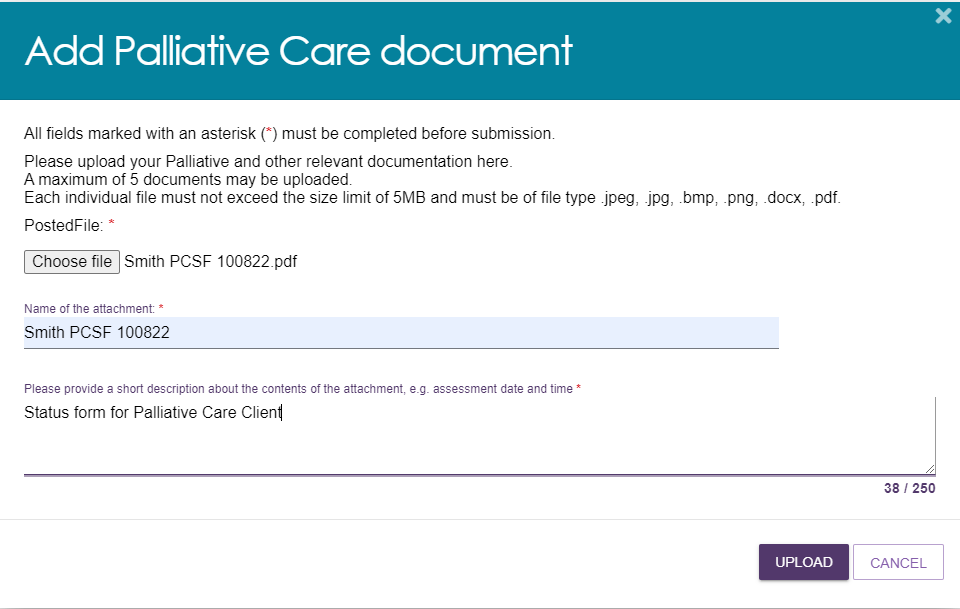 Add Palliative Care document
All fields marked with an asterisk (*) must be completed before submission.
Please upload your Palliative and other relevant documentation here.
A maximum of 5 documents may be uploaded.
Each individual file must not exceed the size limit of 5MB and must be of file type .jpeg, .jpg, .bmp, .png, .docx, .pdf.
PostedFile: *
Choose file Smith PCSF 100822.pdf
Name of the attachment: *
Smith PCSF 100822
Please provide a short description about the contents of the attachment, e.g. assessment date and time *
Status form for Palliative Care Client
38 / 250
UPLOAD CANCEL